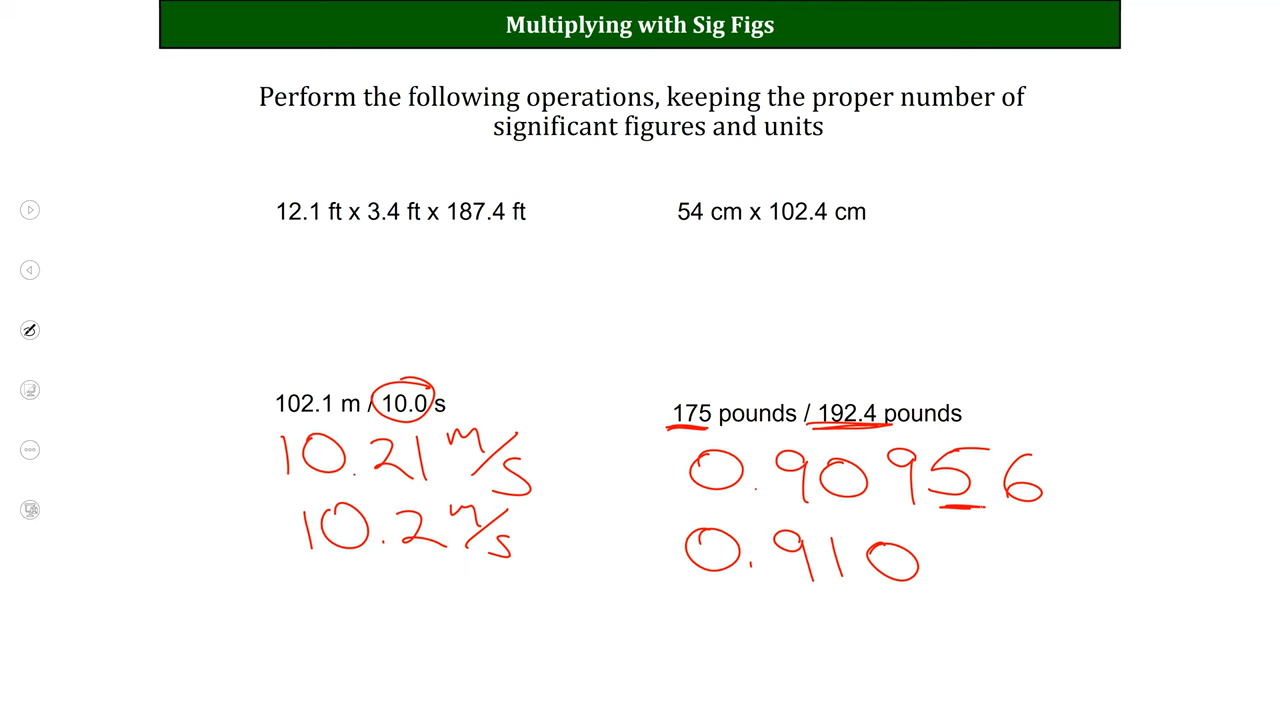 Multiplying with Sig Figs
Perform the following operations, keeping the proper number of
significant figures and units
12.1 ft x 3.4 ft x 187.4 ft
54 cm x 102.4 cm
102.1 m / 10.0 s
10.21 m/s
10.2 m/s
175 pounds / 192.4 pounds
0.90956
0.910